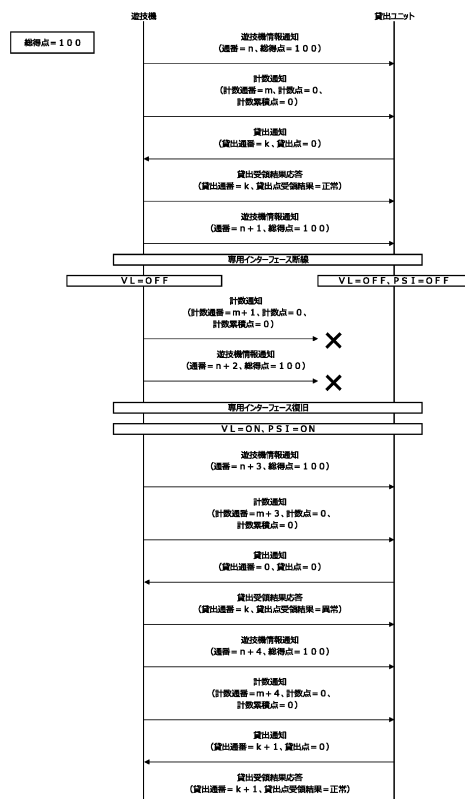 遊技機
貸出ユニット
総得点=100
遊技機情報通知
(通番=n、総得点=100)
計数通知
(計数通番=m、計数点=0、
計数累積点=0)
貸出通知
(貸出通番=k、貸出点=0)
貸出受領結果応答
(貸出通番=k、貸出点受領結果=正常)
遊技機情報通知
(通番=n+1、総得点=100)
専用インターフェース断線
VL=OFF
VL=OFF、PSI=OFF
計数通知
(計数通番=m+1、計数点=0、
計数累積点=0)
遊技機情報通知
(通番=n+2、総得点=100)
専用インターフェース復旧
VL=ON、PSI=ON
遊技機情報通知
(通番=n+3、総得点=100)
計数通知
(計数通番=m+3、計数点=0、
計数累積点=0)
貸出通知
(貸出通番=0、貸出点=0)
貸出受領結果応答
(貸出通番=k、貸出点受領結果=異常)
遊技機情報通知
(通番=n+4、総得点=100)
計数通知
(計数通番=m+4、計数点=0、
計数累積点=0)
貸出通知
(貸出通番=k+1、貸出点=0)
貸出受領結果応答
(貸出通番=k+1、貸出点受領結果=正常)